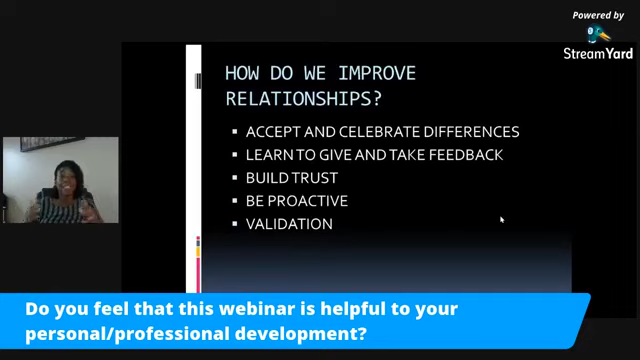 Powered by
StreamYard
HOW DO WE IMPROVE
RELATIONSHIPS?
▪ ACCEPT AND CELEBRATE DIFFERENCES
▪ LEARN TO GIVE AND TAKE FEEDBACK
▪ BUILD TRUST
▪ BE PROACTIVE
▪ VALIDATION
Do you feel that this webinar is helpful to your
personal/professional development?